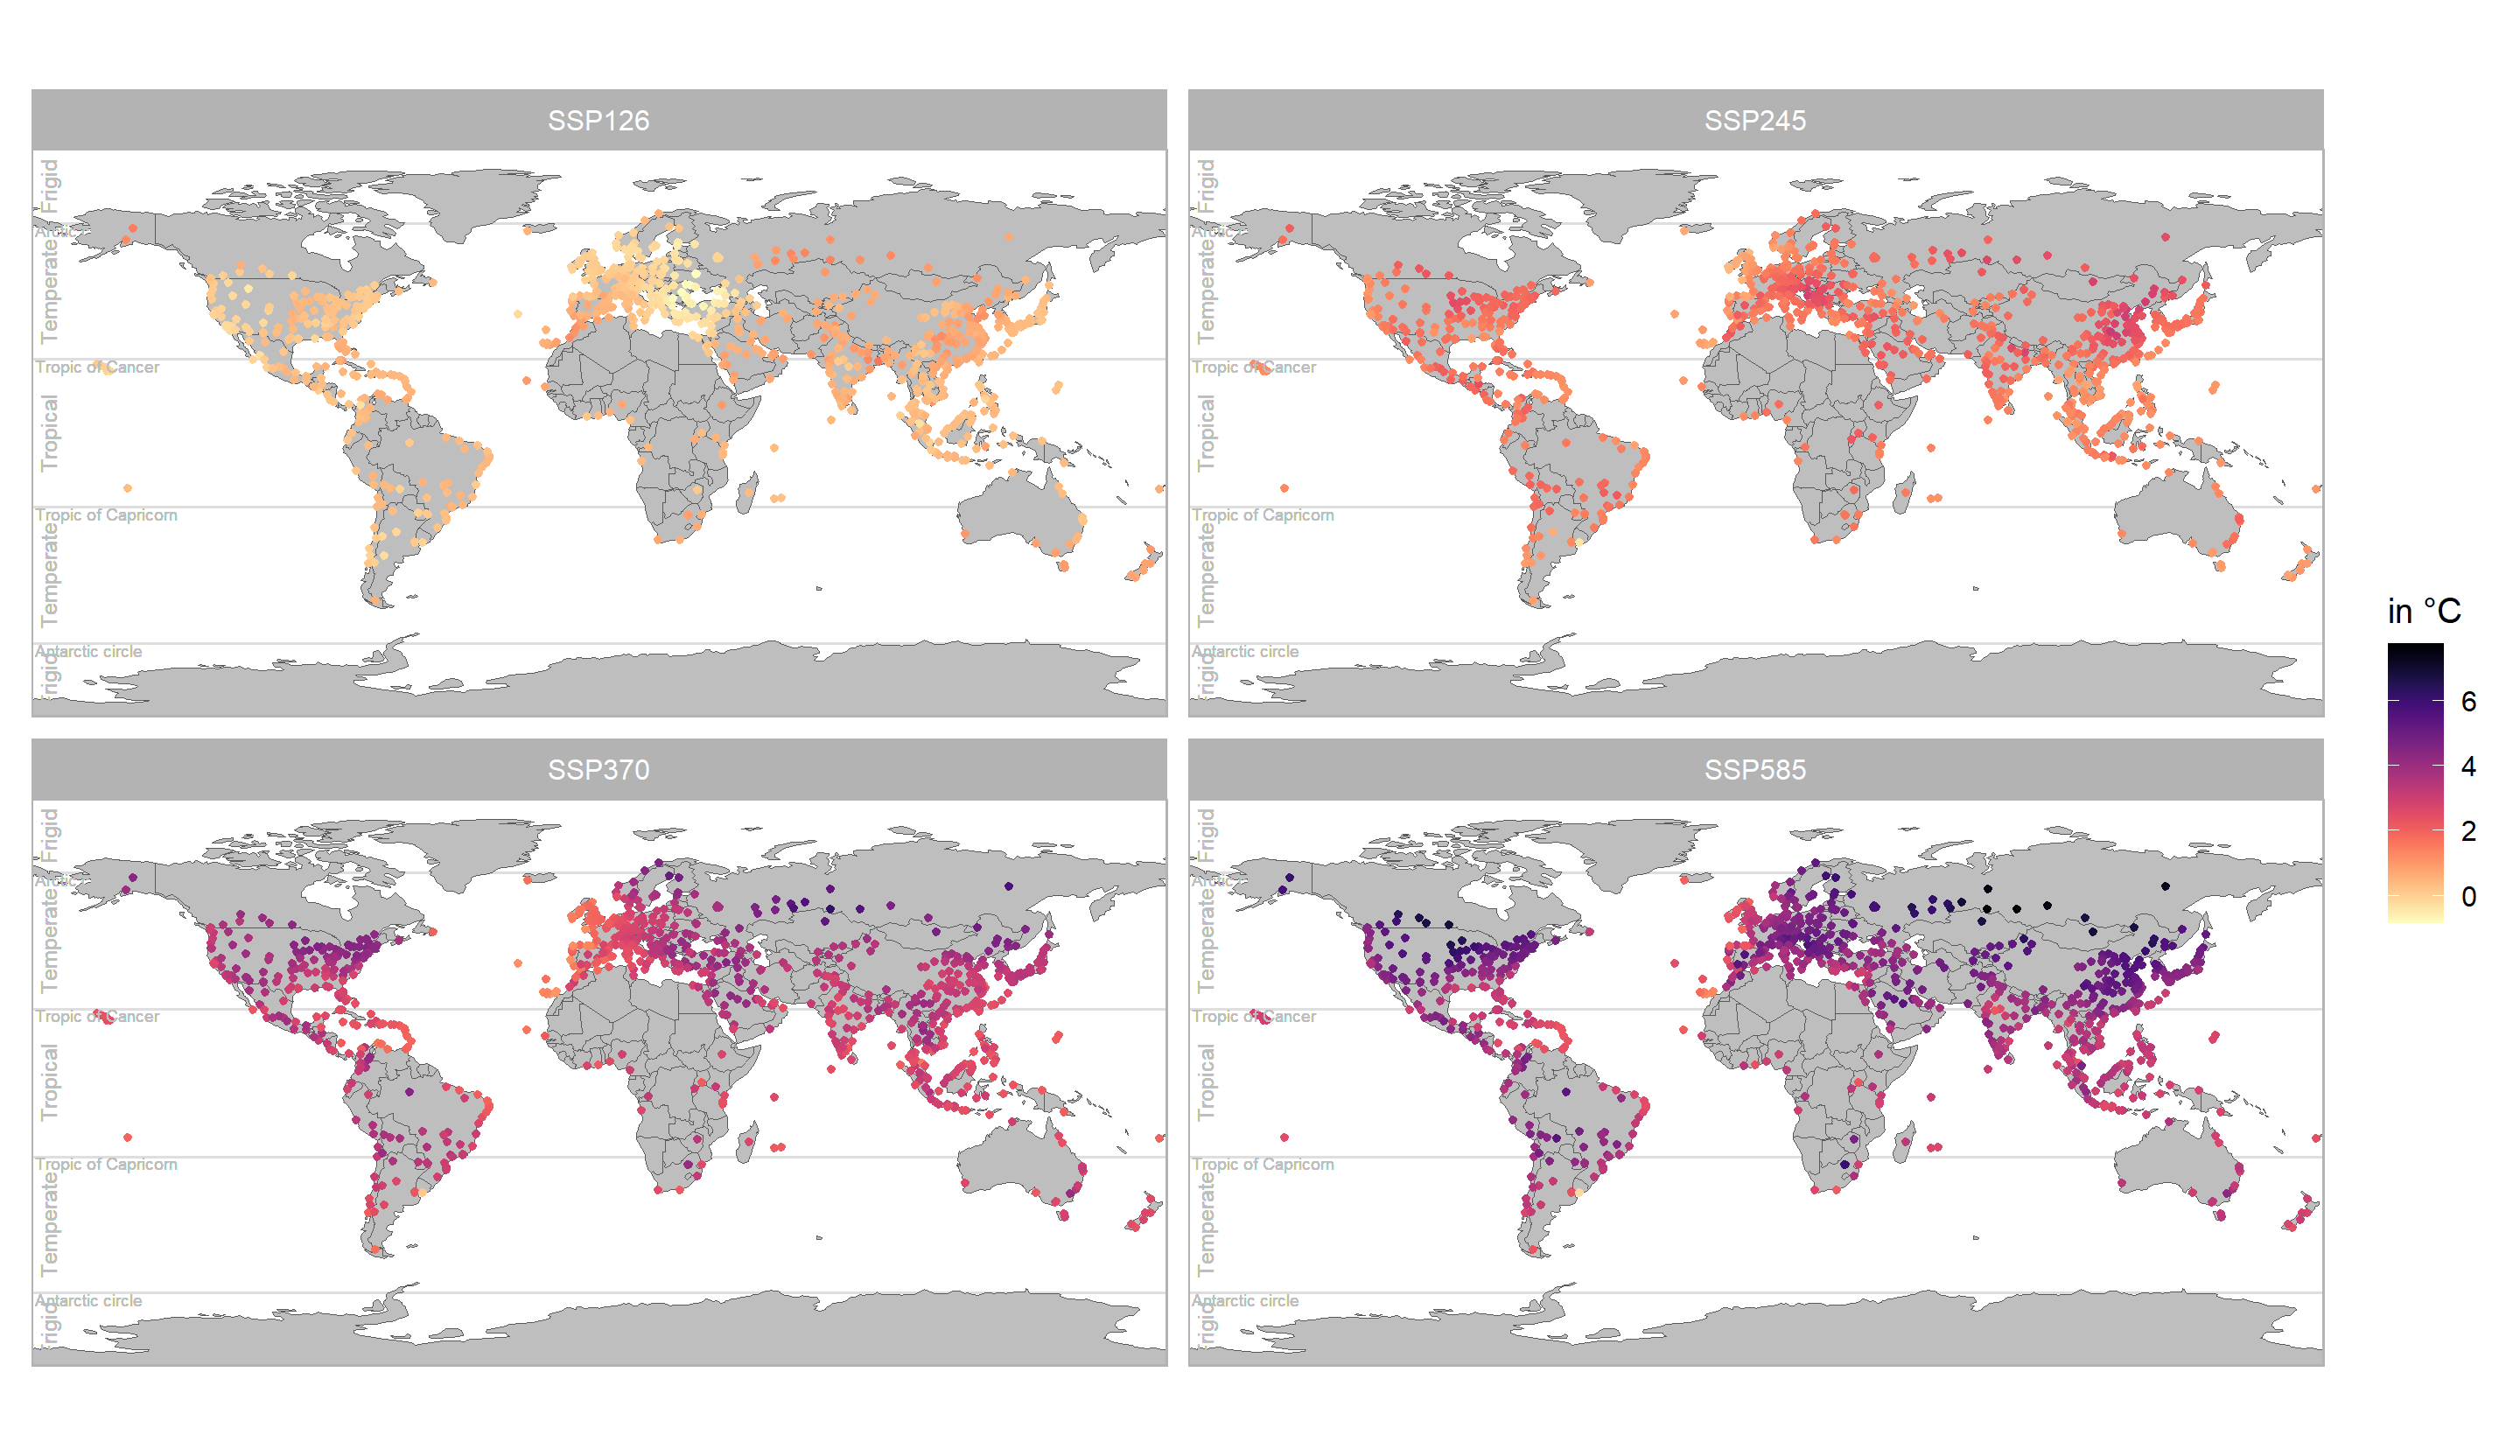 SSP126
Frigid
Arctic
Temperate
Tropic of Cancer
Tropical
Tropic of Capricorn
Temperate
Antarctic circle
Frigid
SSP245
Frigid
Arctic
Temperate
Tropic of Cancer
Tropical
Tropic of Capricorn
Temperate
Antarctic circle
Frigid
SSP370
Frigid
Arctic
Temperate
Tropic of Cancer
Tropical
Tropic of Capricorn
Temperate
Antarctic circle
Frigid
SSP585
Frigid
Arctic
Temperate
Tropic of Cancer
Tropical
Tropic of Capricorn
Temperate
Antarctic circle
Frigid
in °C
6
4
2
0